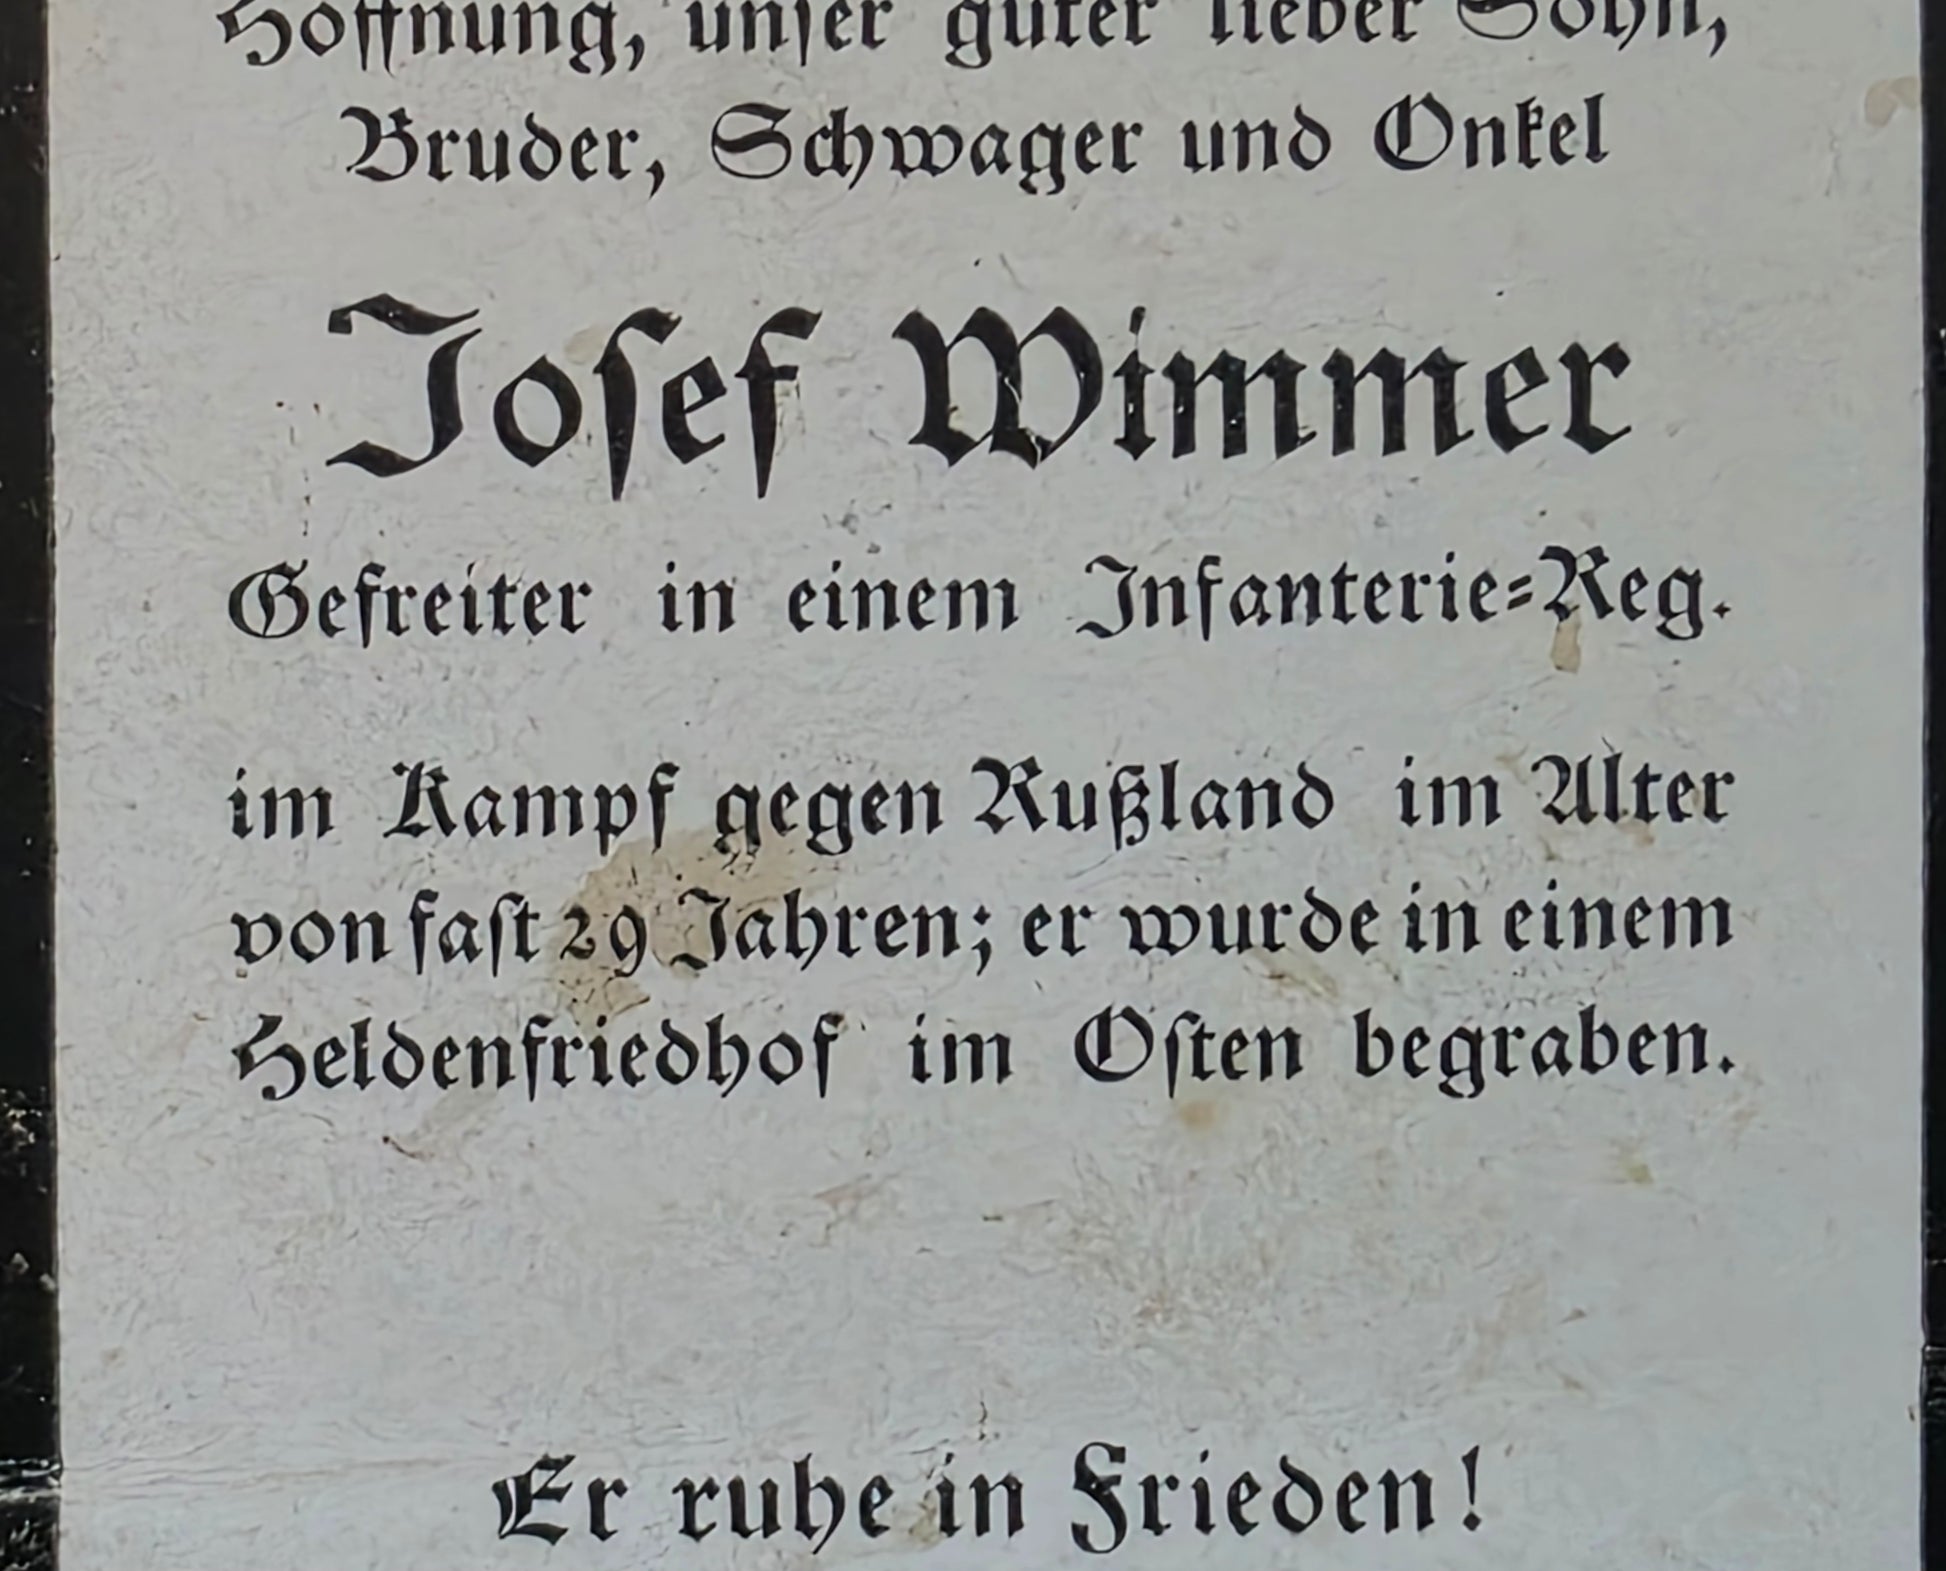 Hoffnung, unser guter lieber Sohn,
Bruder, Schwager und Onkel
Josef Wimmer
Gefreiter in einem Infanterie-Reg.
im Kampf gegen Rußland im Alter
von fast 29 Jahren; er wurde in einem
Heldenfriedhof im Osten begraben.
Er ruhe in Frieden!